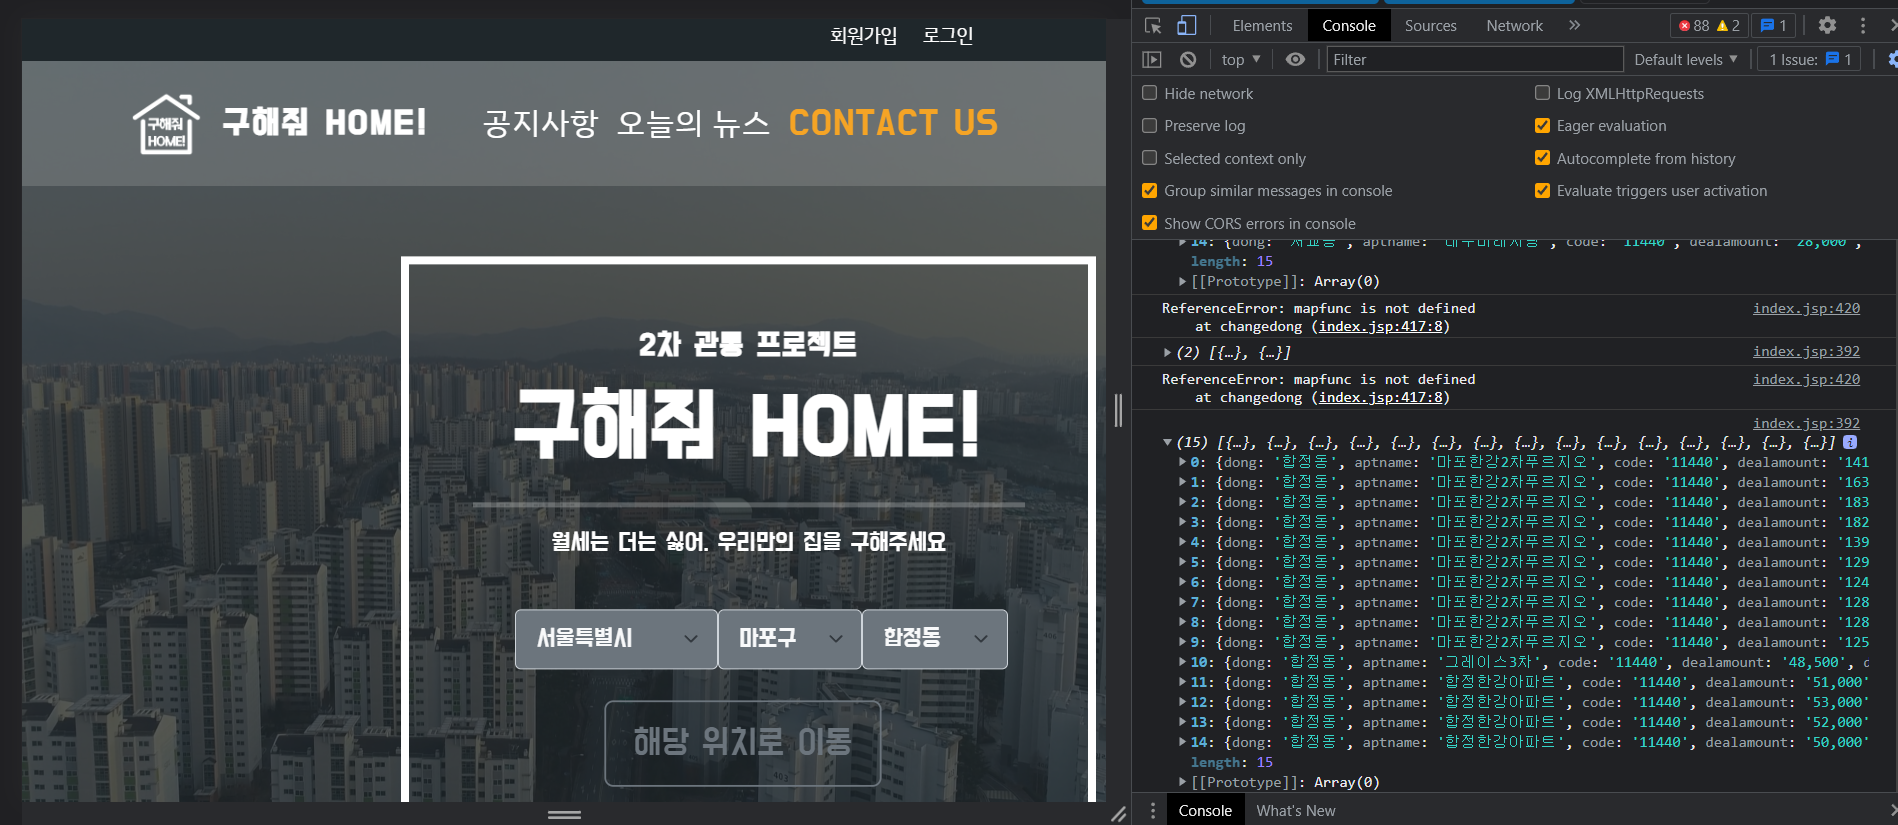 회원가입 로그인
구해줘 HOME!
구해줘 HOME! 공지사항 오늘의 뉴스 CONTACT US
2차 관통 프로젝트
구해줘 HOME!
월세는 더는 싫어. 우리만의 집을 구해주세요
서울특별시 마포구 합정동
해당 위치로 이동
Elements Console Sources Network 88 2 1
top Filter Default levels 1 Issue: 1
Hide network Log XMLHttpRequests
Preserve log Eager evaluation
Selected context only Autocomplete from history
Group similar messages in console Evaluate triggers user activation
Show CORS errors in console
14: {dong: '서교동', aptname: '대우미래사랑', code: '11440', dealamount: '28,000',
length: 15
[[Prototype]]: Array(0)
ReferenceError: mapfunc is not defined index.jsp:420
at changedong (index.jsp:417:8)
(2) [{…}, {…}] index.jsp:392
ReferenceError: mapfunc is not defined index.jsp:420
at changedong (index.jsp:417:8)
index.jsp:392
(15) [{…}, {…}, {…}, {…}, {…}, {…}, {…}, {…}, {…}, {…}, {…}, {…}, {…}, {…}, {…}] i
0: {dong: '합정동', aptname: '마포한강2차푸르지오', code: '11440', dealamount: '141
1: {dong: '합정동', aptname: '마포한강2차푸르지오', code: '11440', dealamount: '163
2: {dong: '합정동', aptname: '마포한강2차푸르지오', code: '11440', dealamount: '183
3: {dong: '합정동', aptname: '마포한강2차푸르지오', code: '11440', dealamount: '182
4: {dong: '합정동', aptname: '마포한강2차푸르지오', code: '11440', dealamount: '139
5: {dong: '합정동', aptname: '마포한강2차푸르지오', code: '11440', dealamount: '129
6: {dong: '합정동', aptname: '마포한강2차푸르지오', code: '11440', dealamount: '124
7: {dong: '합정동', aptname: '마포한강2차푸르지오', code: '11440', dealamount: '128
8: {dong: '합정동', aptname: '마포한강2차푸르지오', code: '11440', dealamount: '128
9: {dong: '합정동', aptname: '마포한강2차푸르지오', code: '11440', dealamount: '125
10: {dong: '합정동', aptname: '그레이스3차', code: '11440', dealamount: '48,500', d
11: {dong: '합정동', aptname: '합정한강아파트', code: '11440', dealamount: '51,000'
12: {dong: '합정동', aptname: '합정한강아파트', code: '11440', dealamount: '53,000'
13: {dong: '합정동', aptname: '합정한강아파트', code: '11440', dealamount: '52,000'
14: {dong: '합정동', aptname: '합정한강아파트', code: '11440', dealamount: '50,000'
length: 15
[[Prototype]]: Array(0)
Console What's New